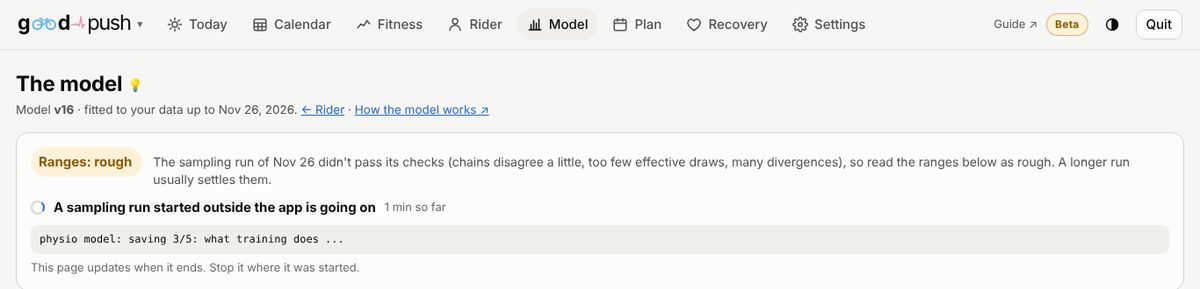 good push ▾ Today Calendar Fitness Rider Model Plan Recovery Settings Guide ↗ Beta Quit
The model
Model v16 · fitted to your data up to Nov 26, 2026. ← Rider · How the model works ↗
Ranges: rough The sampling run of Nov 26 didn't pass its checks (chains disagree a little, too few effective draws, many divergences), so read the ranges below as rough. A longer run
usually settles them.
A sampling run started outside the app is going on 1 min so far
physio model: saving 3/5: what training does ...
This page updates when it ends. Stop it where it was started.